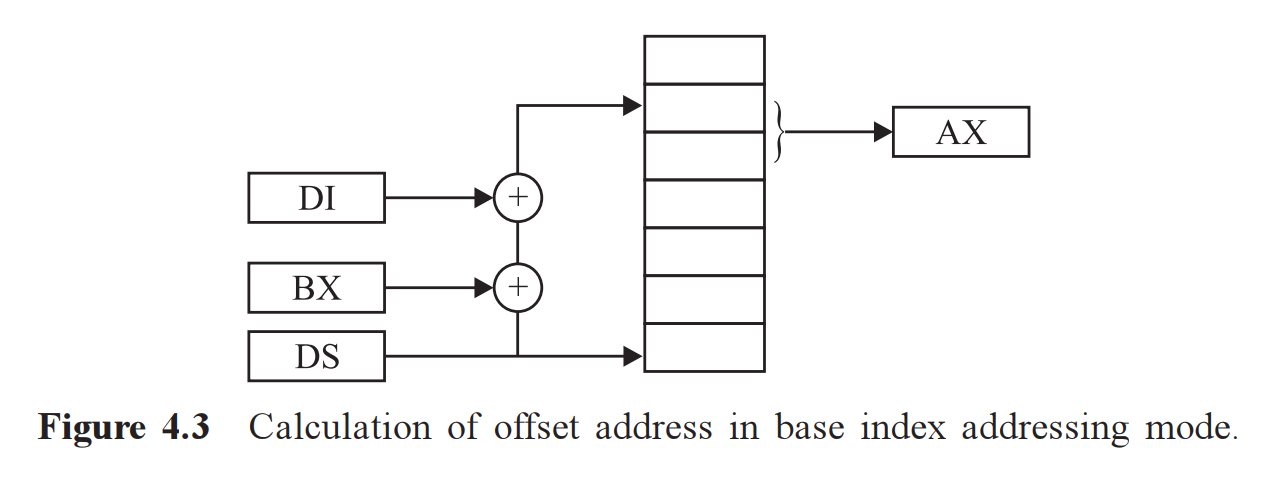 AX
DI
+
BX
+
DS
Figure 4.3 Calculation of offset address in base index addressing mode.